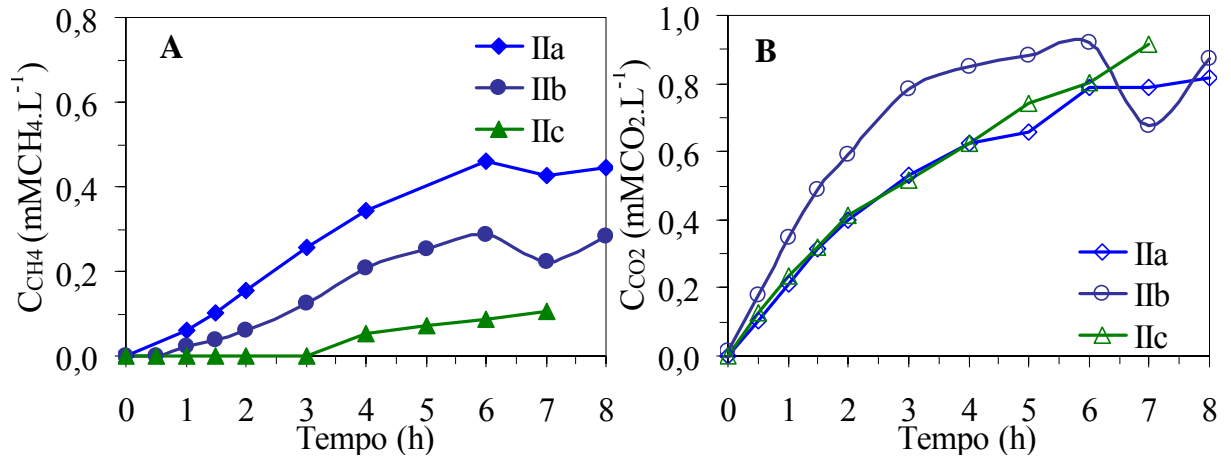 A
IIa
IIb
IIc
C_CH4 (mMCH4.L^-1)
0,8
0,6
0,4
0,2
0,0
0 1 2 3 4 5 6 7 8
Tempo (h)
B
IIa
IIb
IIc
C_CO2 (mMCO2.L^-1)
1,0
0,8
0,6
0,4
0,2
0,0
0 1 2 3 4 5 6 7 8
Tempo (h)